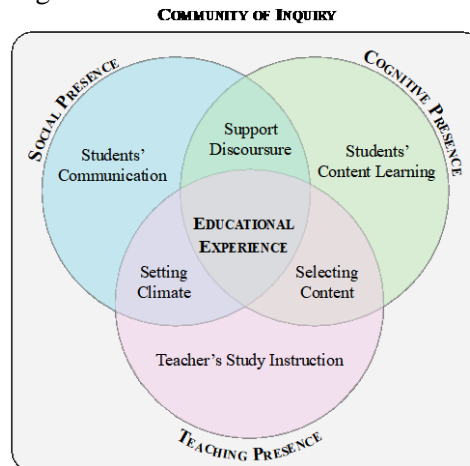 COMMUNITY OF INQUIRY
SOCIAL PRESENCE
COGNITIVE PRESENCE
Support
Discoursure
Students'
Communication
Students'
Content Learning
EDUCATIONAL
EXPERIENCE
Setting
Climate
Selecting
Content
Teacher's Study Instruction
TEACHING PRESENCE